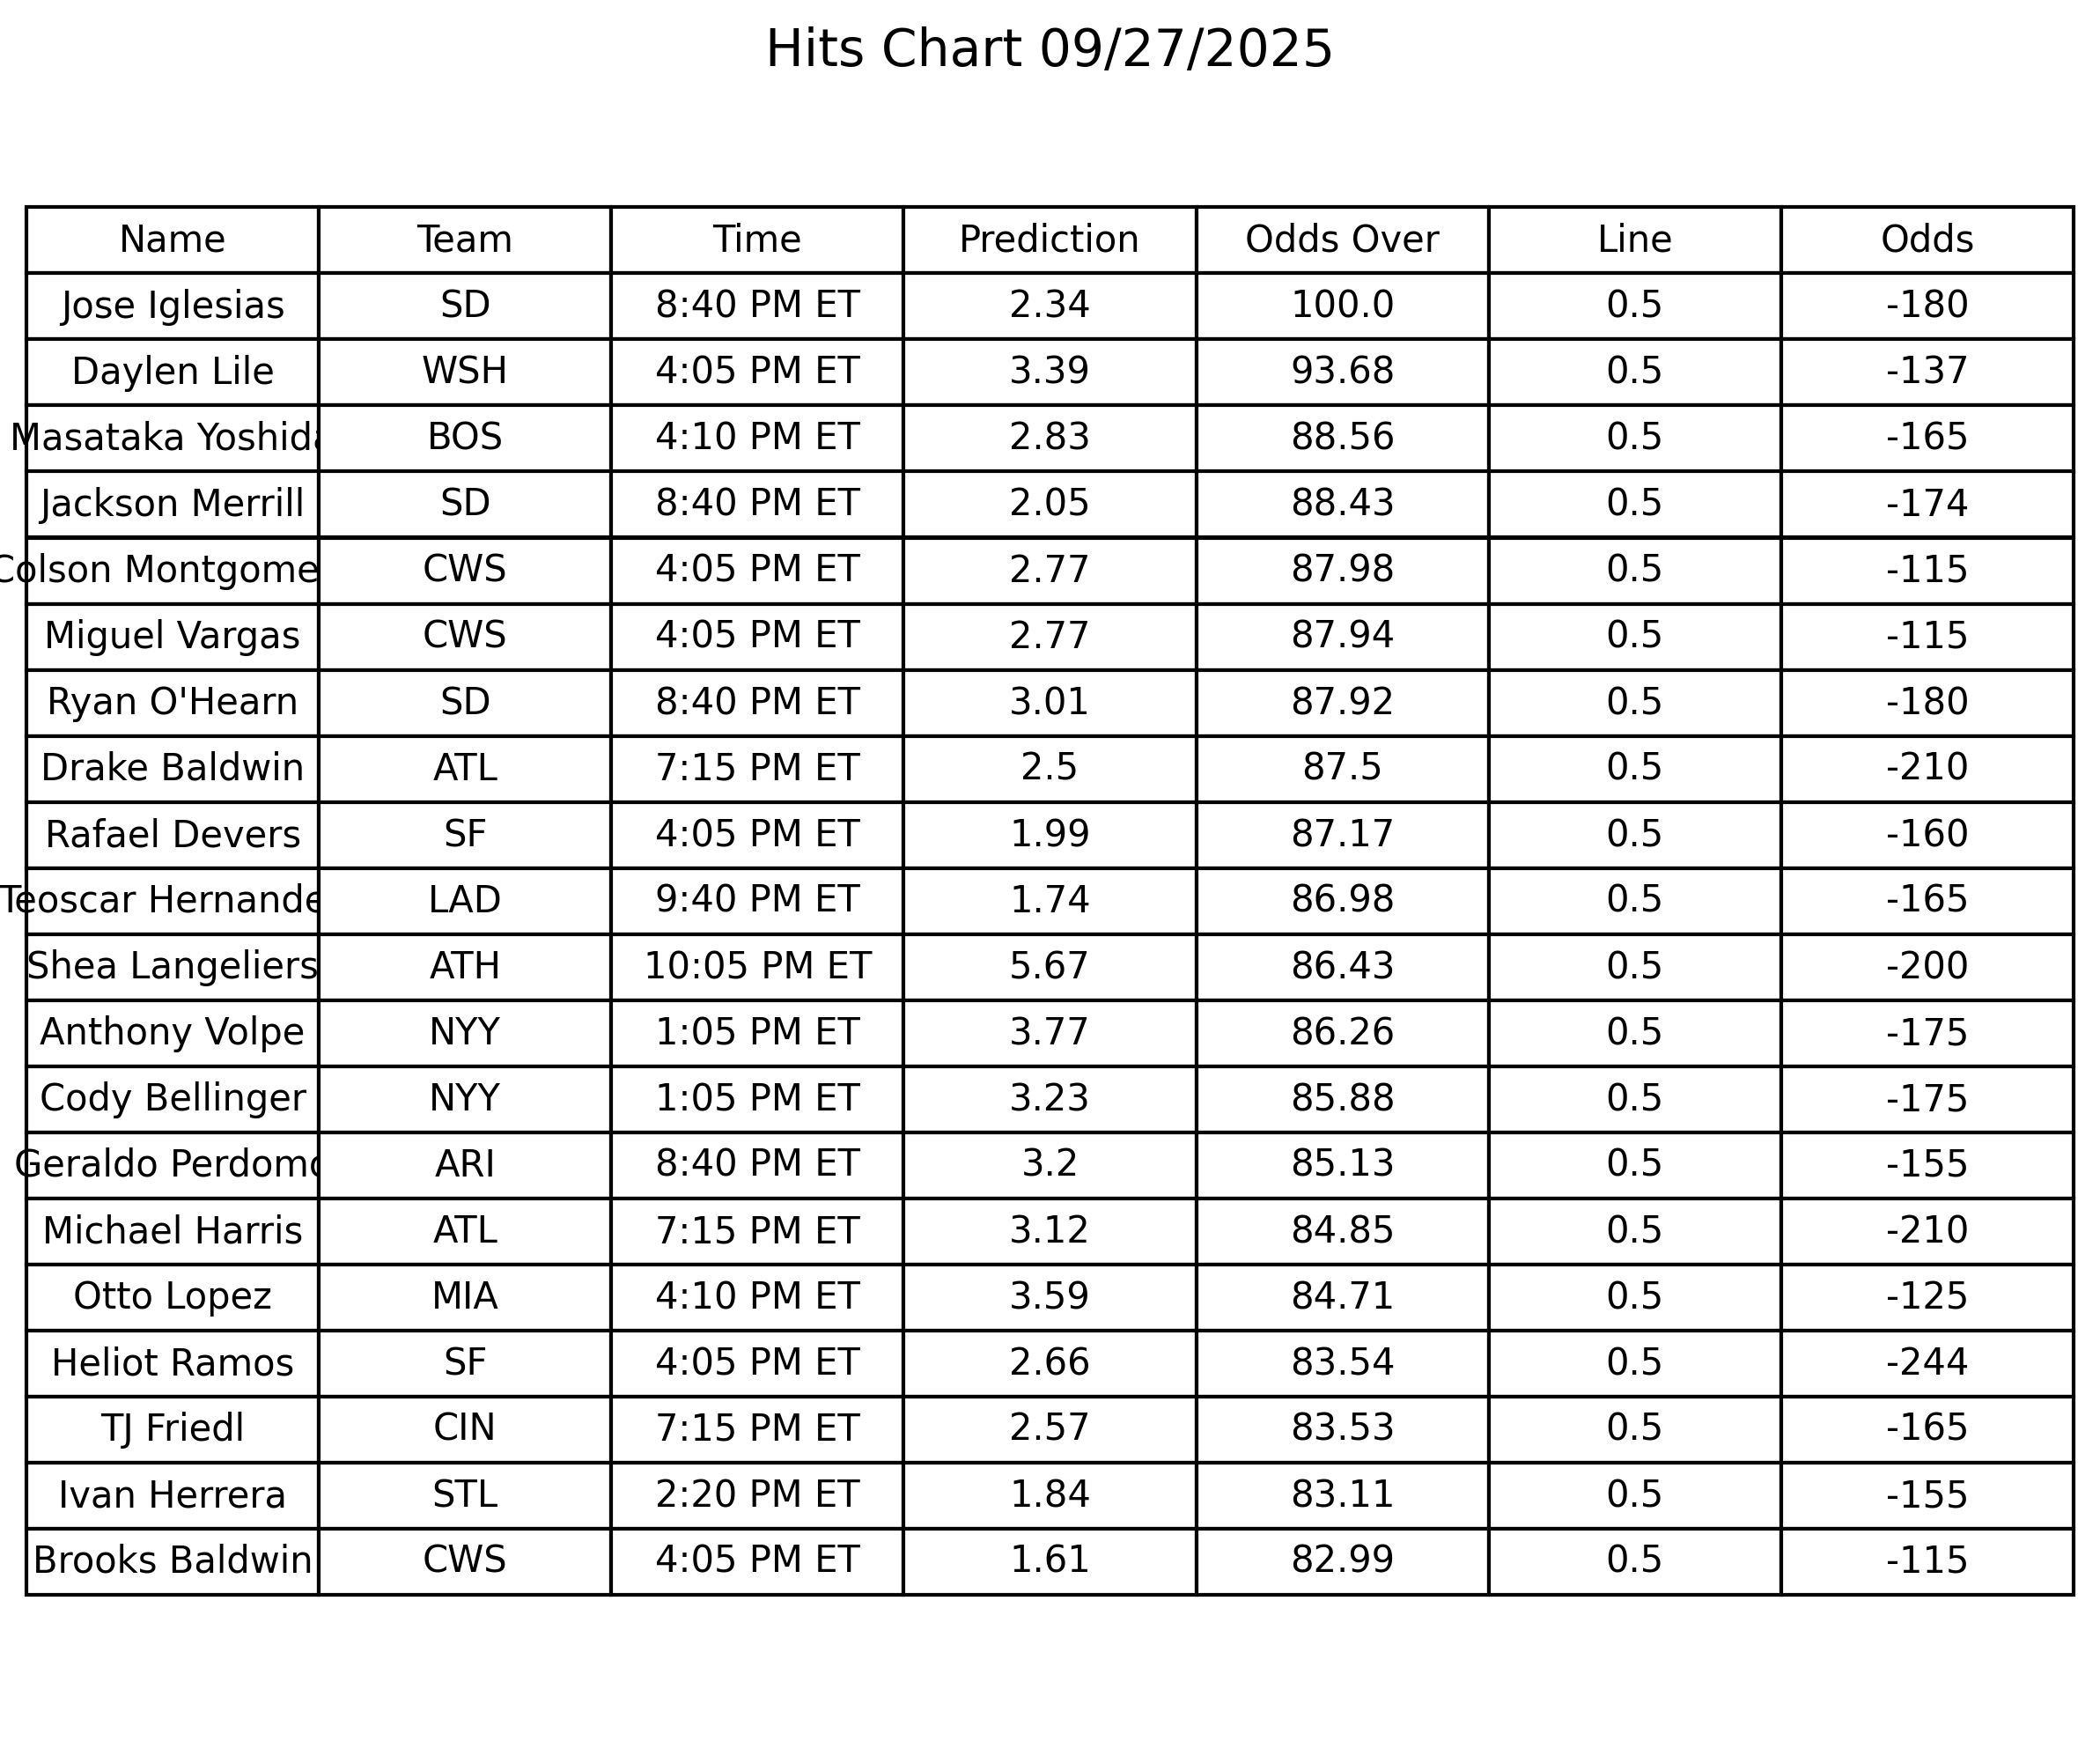 Hits Chart 09/27/2025
Name Team Time Prediction Odds Over Line Odds
Jose Iglesias SD 8:40 PM ET 2.34 100.0 0.5 -180
Daylen Lile WSH 4:05 PM ET 3.39 93.68 0.5 -137
Masataka Yoshida BOS 4:10 PM ET 2.83 88.56 0.5 -165
Jackson Merrill SD 8:40 PM ET 2.05 88.43 0.5 -174
Colson Montgome CWS 4:05 PM ET 2.77 87.98 0.5 -115
Miguel Vargas CWS 4:05 PM ET 2.77 87.94 0.5 -115
Ryan O'Hearn SD 8:40 PM ET 3.01 87.92 0.5 -180
Drake Baldwin ATL 7:15 PM ET 2.5 87.5 0.5 -210
Rafael Devers SF 4:05 PM ET 1.99 87.17 0.5 -160
Teoscar Hernande LAD 9:40 PM ET 1.74 86.98 0.5 -165
Shea Langeliers ATH 10:05 PM ET 5.67 86.43 0.5 -200
Anthony Volpe NYY 1:05 PM ET 3.77 86.26 0.5 -175
Cody Bellinger NYY 1:05 PM ET 3.23 85.88 0.5 -175
Geraldo Perdomo ARI 8:40 PM ET 3.2 85.13 0.5 -155
Michael Harris ATL 7:15 PM ET 3.12 84.85 0.5 -210
Otto Lopez MIA 4:10 PM ET 3.59 84.71 0.5 -125
Heliot Ramos SF 4:05 PM ET 2.66 83.54 0.5 -244
TJ Friedl CIN 7:15 PM ET 2.57 83.53 0.5 -165
Ivan Herrera STL 2:20 PM ET 1.84 83.11 0.5 -155
Brooks Baldwin CWS 4:05 PM ET 1.61 82.99 0.5 -115